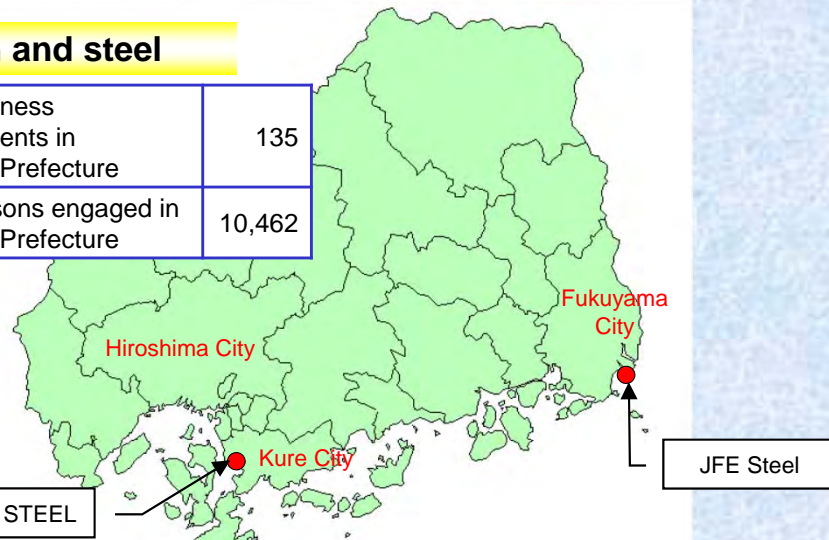 and steel
ness
ents in
Prefecture
135
sons engaged in
Prefecture
10,462
Fukuyama
City
Hiroshima City
Kure City
JFE Steel
STEEL